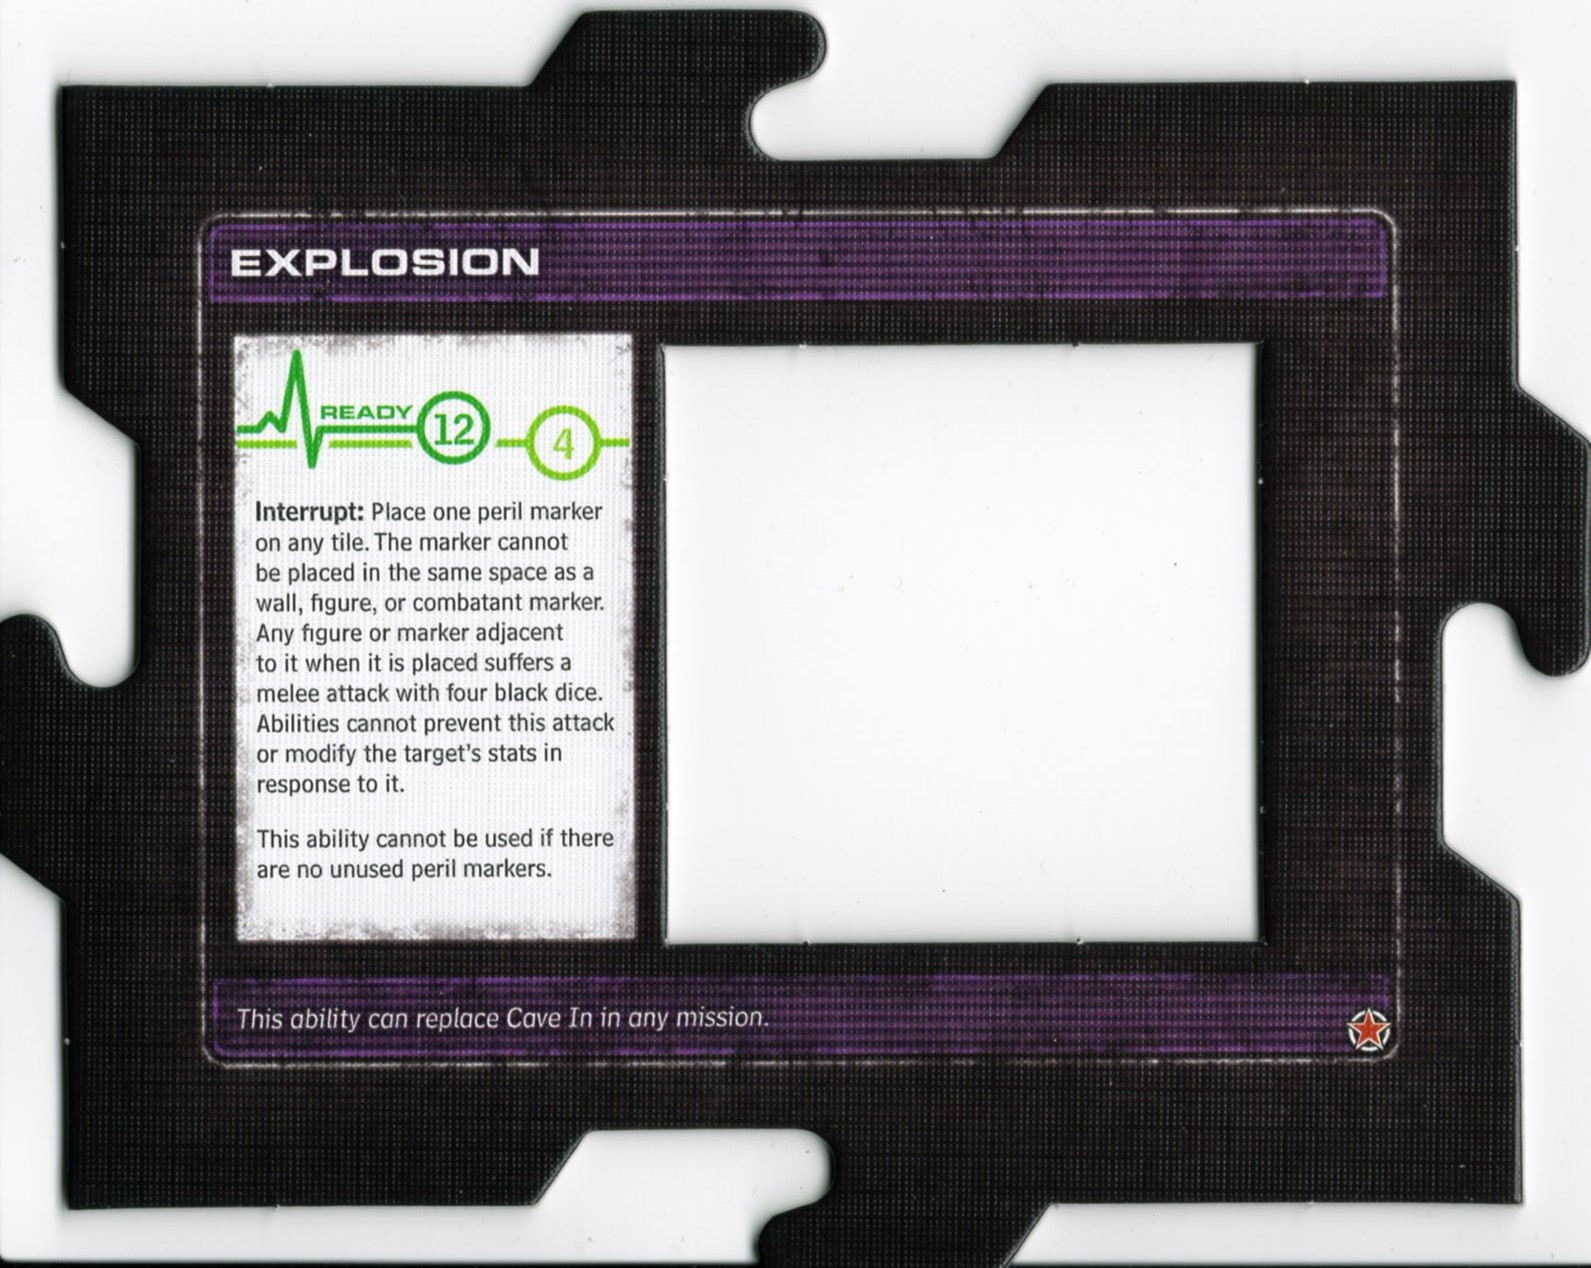 EXPLOSION
READY 12 4
Interrupt: Place one peril marker
on any tile. The marker cannot
be placed in the same space as a
wall, figure, or combatant marker.
Any figure or marker adjacent
to it when it is placed suffers a
melee attack with four black dice.
Abilities cannot prevent this attack
or modify the target's stats in
response to it.
This ability cannot be used if there
are no unused peril markers.
This ability can replace Cave In in any mission.